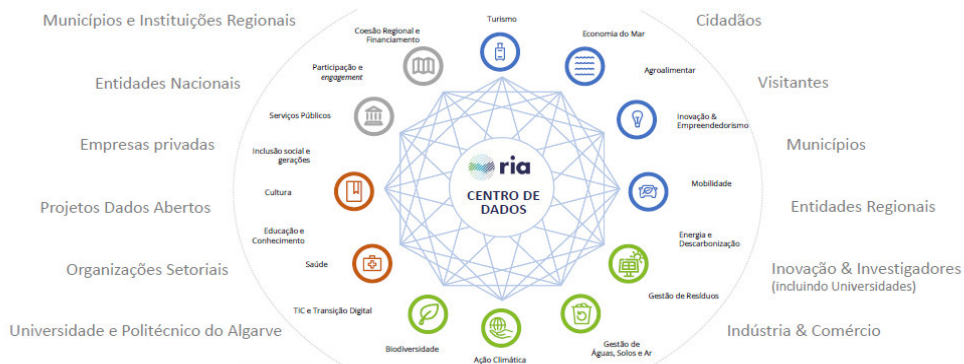 Municípios e Instituições Regionais
Entidades Nacionais
Empresas privadas
Projetos Dados Abertos
Organizações Setoriais
Universidade e Politécnico do Algarve
Turismo
Economia do Mar
Agroalimentar
Inovação &
Empreendedorismo
Mobilidade
Energia e
Descarbonização
Gestão de Resíduos
Gestão de
Águas, Solos e Ar
Ação Climática
Biodiversidade
TIC e Transição Digital
Saúde
Educação e
Conhecimento
Cultura
Inclusão social e
gerações
Serviços Públicos
Participação e
engagement
Coesão Regional e
Financiamento
ria
CENTRO DE
DADOS
Cidadãos
Visitantes
Municípios
Entidades Regionais
Inovação & Investigadores
(incluindo Universidades)
Indústria & Comércio